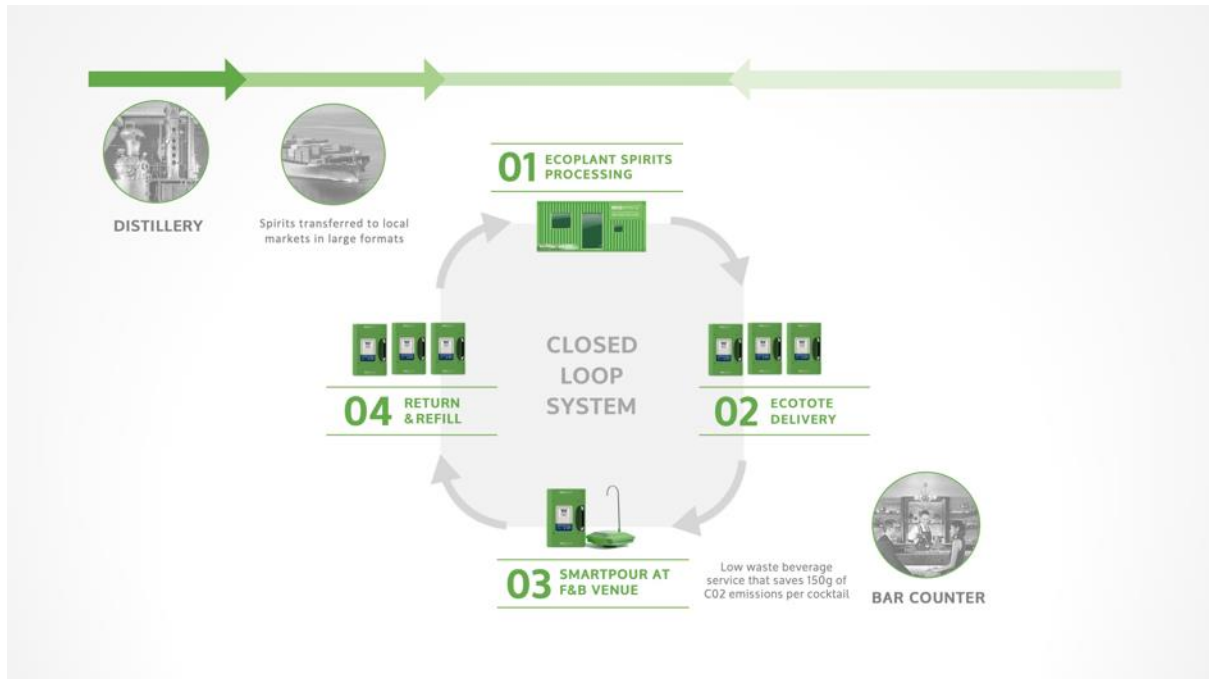 01 ECOPLANT SPIRITS
PROCESSING
DISTILLERY
Spirits transferred to local
markets in large formats
CLOSED
LOOP
SYSTEM
04 RETURN
& REFILL
02 ECOTOTE
DELIVERY
03 SMARTPOUR AT
F&B VENUE
Low waste beverage
service that saves 150g of
C02 emissions per cocktail
BAR COUNTER